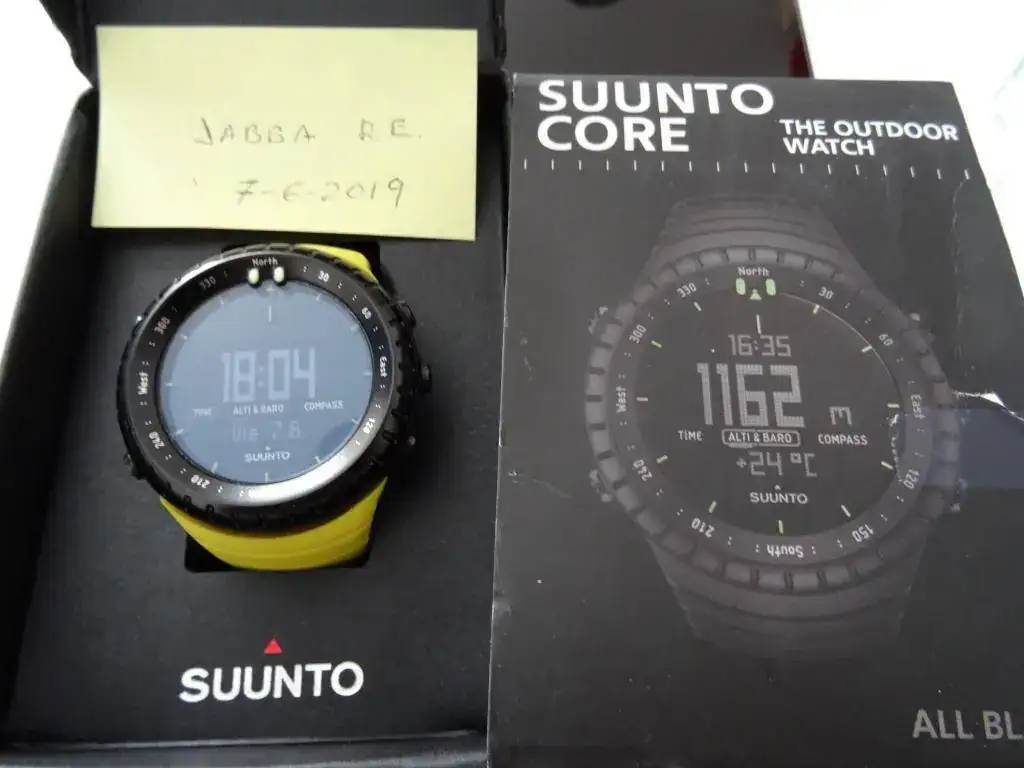 JABBA R.E.
7-6-2019
North
30
60
East
120
210
240
West
300
330
18:04
TIME ALTI & BARO COMPASS
Vie 7.6
SUUNTO
SUUNTO
SUUNTO
CORE
THE OUTDOOR
WATCH
North
30
60
East
120
150
South
210
240
West
300
330
16:35
1162 m
TIME ALTI & BARO COMPASS
+24 °C
SUUNTO
ALL BL